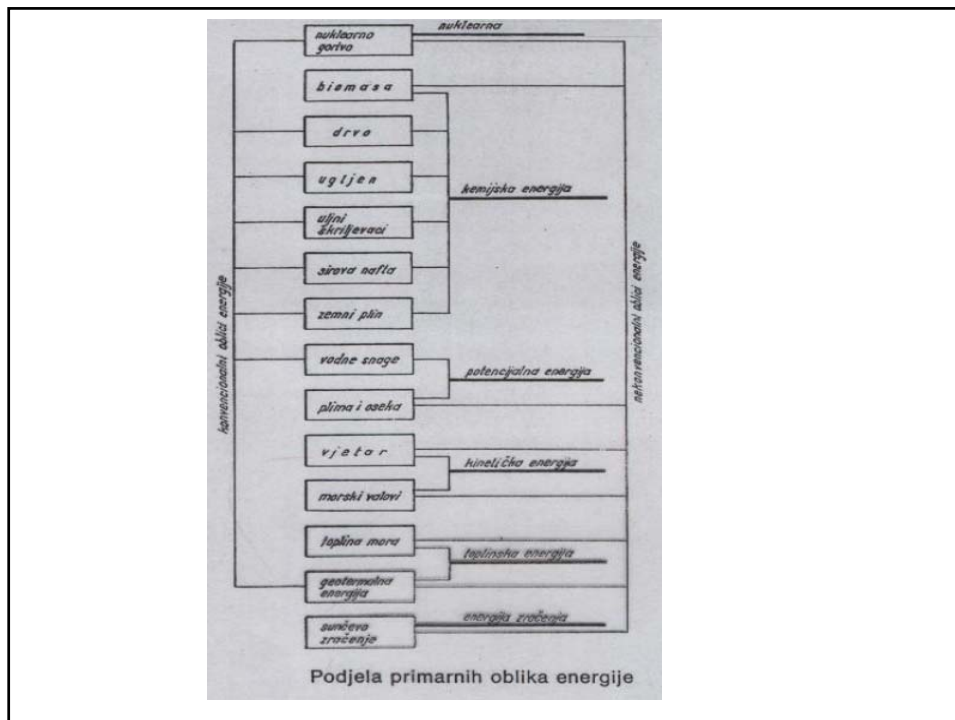 nuklearna
nuklearno
gorivo
biomasa
drvo
ugljen
kemijska energija
uljni
škriljevaci
sirova nafta
zemni plin
konvencionalni oblici energije
nekonvencionalni oblici energije
vodne snage
potencijalna energija
plima i oseka
vjetar
kinetička energija
morski valovi
toplina mora
toplinska energija
geotermalna
energija
energija zračenja
sunčevo
zračenje
Podjela primarnih oblika energije